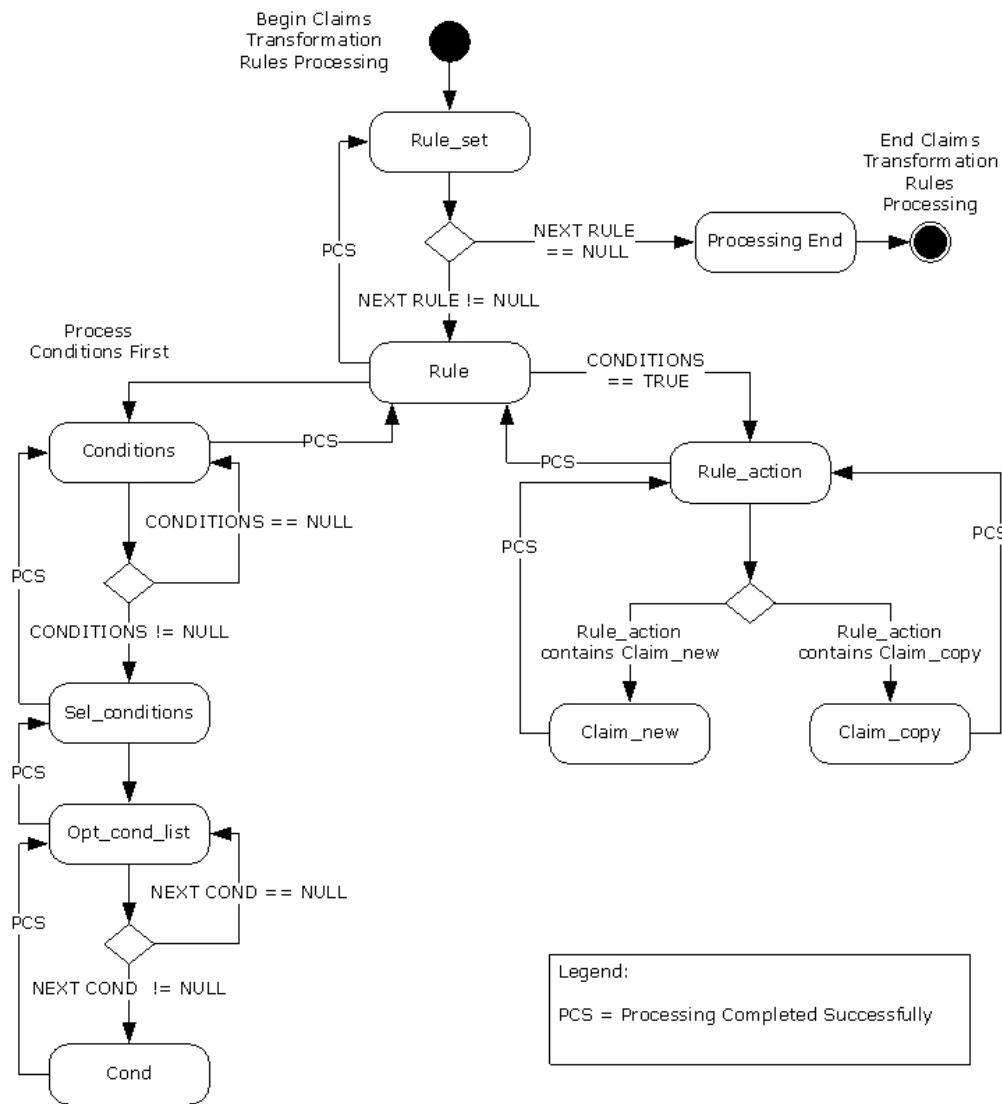 Begin Claims
Transformation
Rules Processing
Rule_set
End Claims
Transformation
Rules
Processing
PCS
NEXT RULE
== NULL
Processing End
NEXT RULE != NULL
Process
Conditions First
Rule
CONDITIONS
== TRUE
Conditions
PCS
PCS
Rule_action
CONDITIONS == NULL
PCS
PCS
PCS
CONDITIONS != NULL
Rule_action
contains Claim_new
Rule_action
contains Claim_copy
Sel_conditions
Claim_new
Claim_copy
PCS
Opt_cond_list
NEXT COND == NULL
PCS
NEXT COND != NULL
Cond
Legend:
PCS = Processing Completed Successfully